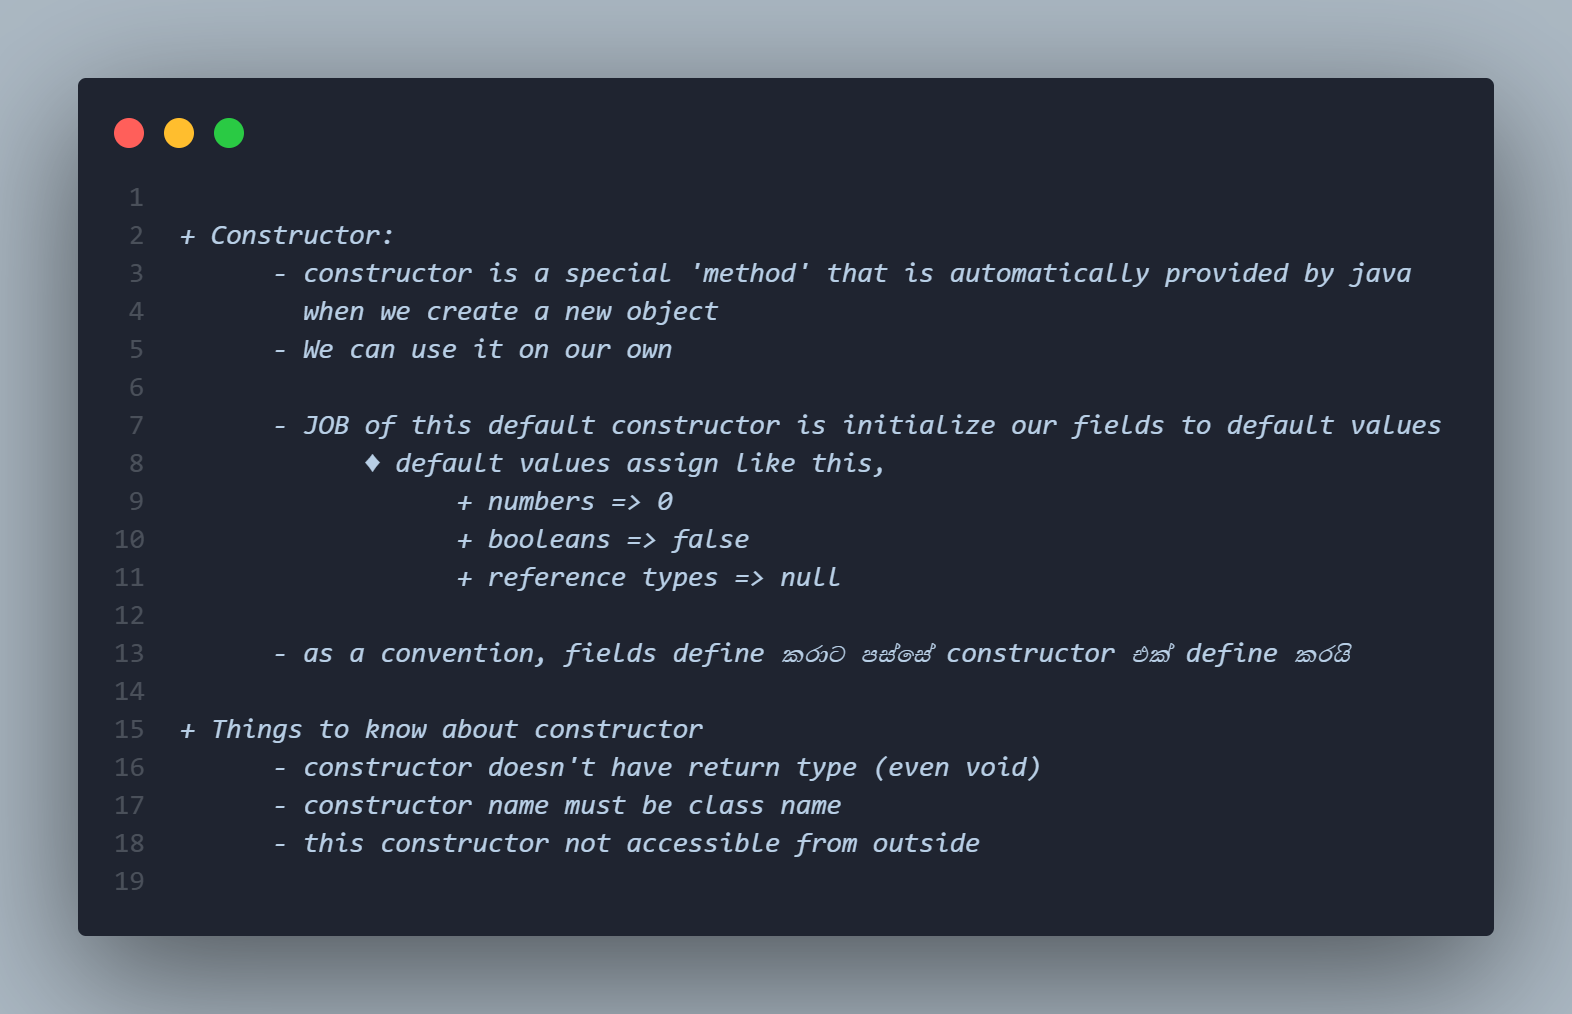 1
2 + Constructor:
3 - constructor is a special 'method' that is automatically provided by java
4 when we create a new object
5 - We can use it on our own
6
7 - JOB of this default constructor is initialize our fields to default values
8 ♦ default values assign like this,
9 + numbers => 0
10 + booleans => false
11 + reference types => null
12
13 - as a convention, fields define කරාට පස්සේ constructor එක් define කරයි
14
15 + Things to know about constructor
16 - constructor doesn't have return type (even void)
17 - constructor name must be class name
18 - this constructor not accessible from outside
19